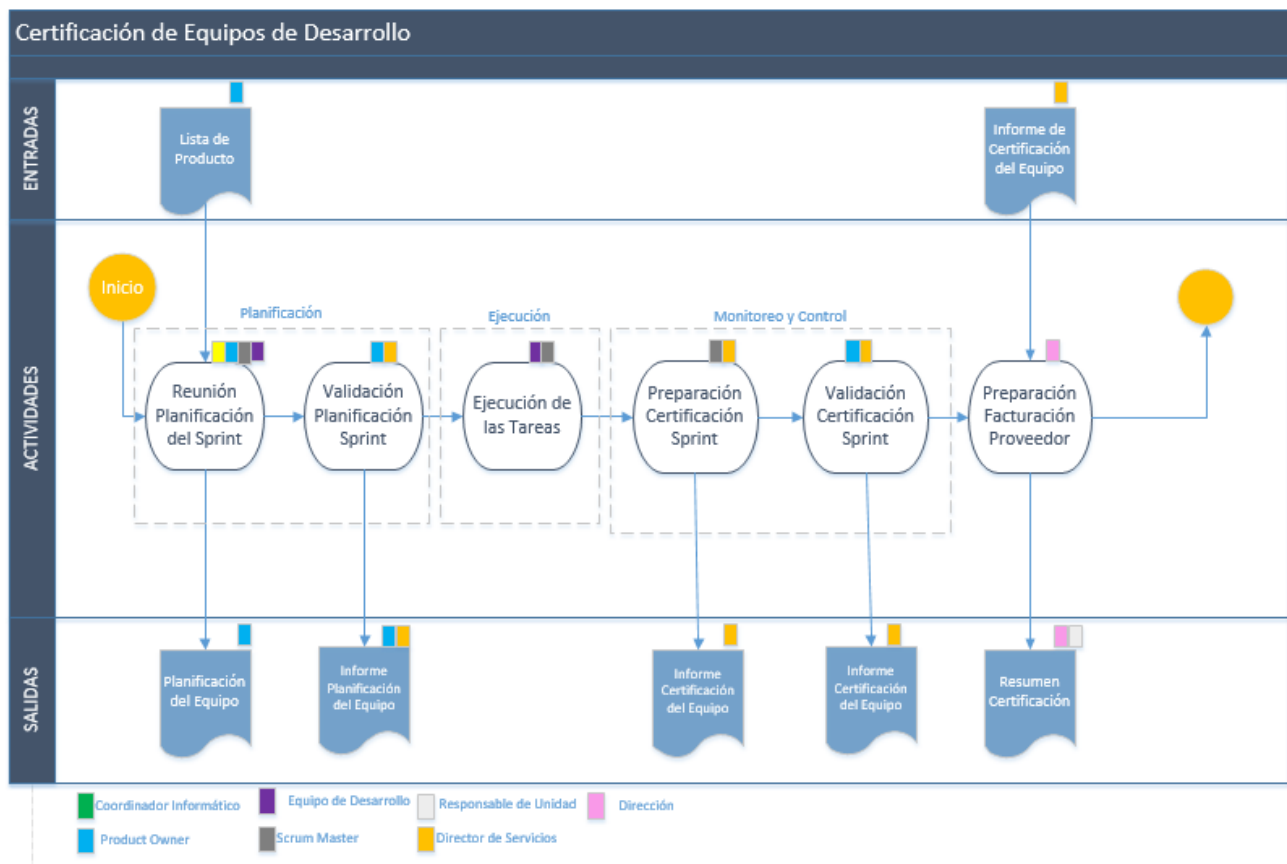 Certificación de Equipos de Desarrollo
ENTRADAS
Lista de
Producto
Informe de
Certificación
del Equipo
ACTIVIDADES
Inicio
Planificación
Ejecución
Monitoreo y Control
Reunión
Planificación
del Sprint
Validación
Planificación
Sprint
Ejecución de
las Tareas
Preparación
Certificación
Sprint
Validación
Certificación
Sprint
Preparación
Facturación
Proveedor
SALIDAS
Planificación
del Equipo
Informe
Planificación
del Equipo
Informe
Certificación
del Equipo
Informe
Certificación
del Equipo
Resumen
Certificación
Coordinador Informático
Equipo de Desarrollo
Responsable de Unidad
Dirección
Product Owner
Scrum Master
Director de Servicios